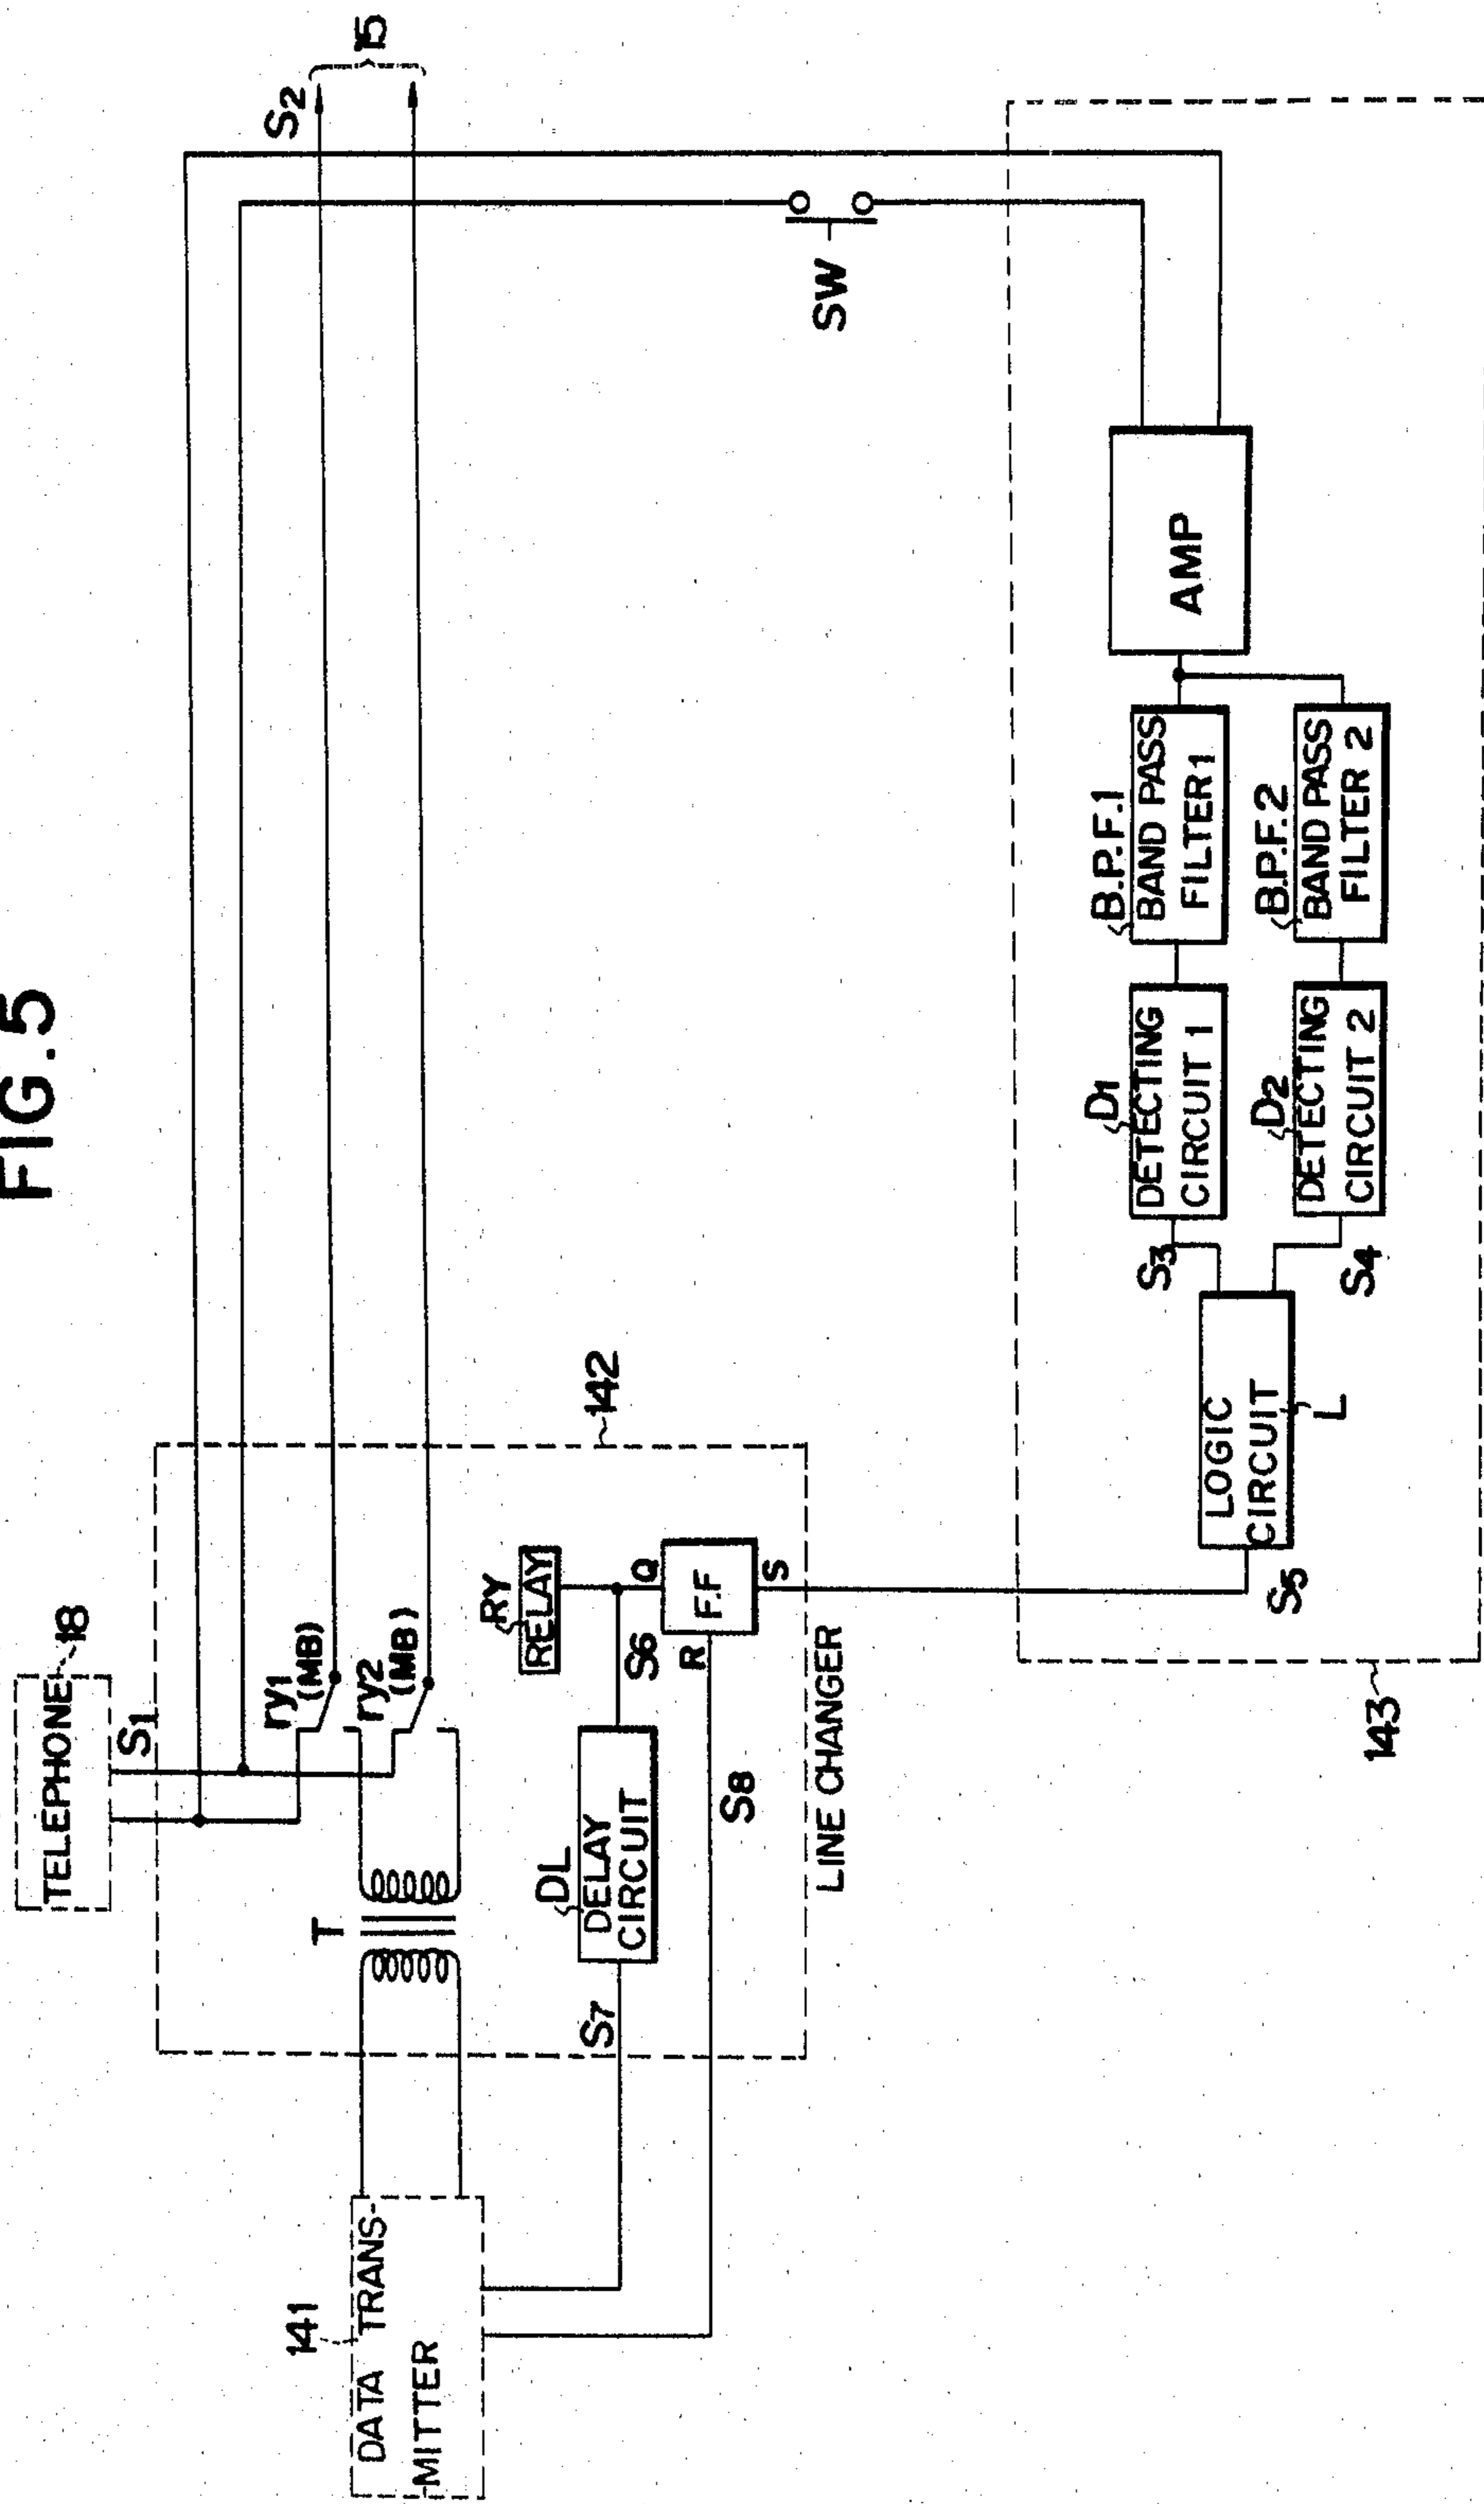 FIG.5
TELEPHONE
18
S1
S2
15
ry1
(MB)
ry2
(MB)
T
141
DATA TRANS-
MITTER
RY
RELAY
Q
F.F
S
R
S6
DL
DELAY
CIRCUIT
S7
S8
142
LINE CHANGER
SW
AMP
B.P.F.1
BAND PASS
FILTER 1
B.P.F.2
BAND PASS
FILTER 2
D1
DETECTING
CIRCUIT 1
D2
DETECTING
CIRCUIT 2
S3
S4
LOGIC
CIRCUIT
L
S5
143